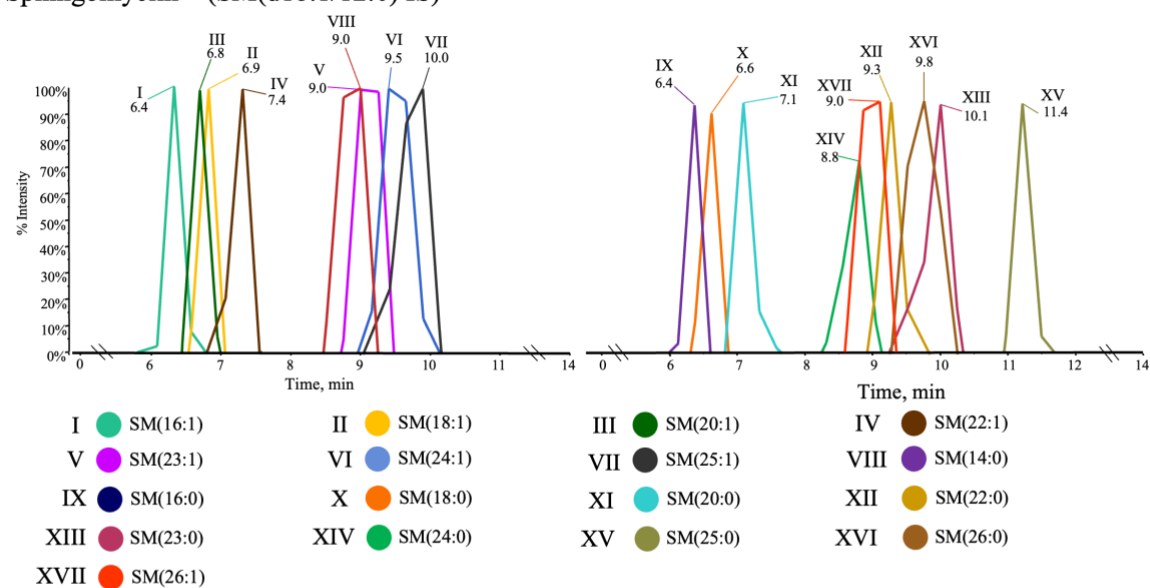 Sphingomyelin (SM(d18:1/12:0) IS)
I
6.4
III
6.8
II
6.9
IV
7.4
V
9.0
VIII
9.0
VI
9.5
VII
10.0
100%
90%
80%
70%
60%
50%
40%
30%
20%
10%
0%
% Intensity
0 6 7 8 9 10 11 14
Time, min
IX
6.4
X
6.6
XI
7.1
XIV
8.8
XVII
9.0
XII
9.3
XVI
9.8
XIII
10.1
XV
11.4
0 6 7 8 9 10 11 12 14
Time, min
I SM(16:1) II SM(18:1) III SM(20:1) IV SM(22:1)
V SM(23:1) VI SM(24:1) VII SM(25:1) VIII SM(14:0)
IX SM(16:0) X SM(18:0) XI SM(20:0) XII SM(22:0)
XIII SM(23:0) XIV SM(24:0) XV SM(25:0) XVI SM(26:0)
XVII SM(26:1)